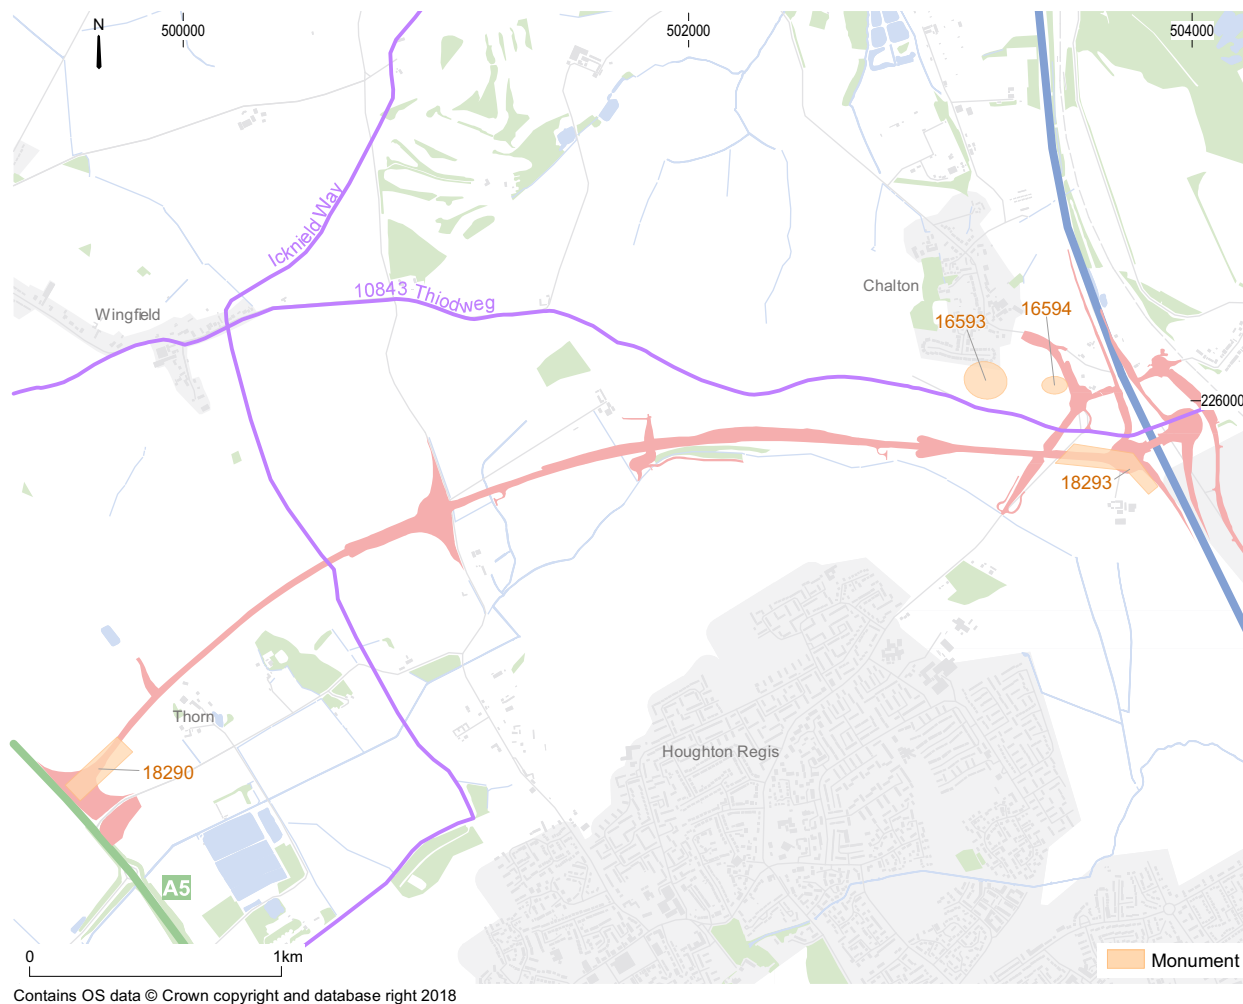 N
500000
502000
504000
Icknield Way
10843 Thiodweg
Chalton
Wingfield
16593
16594
226000
18293
Thorn
Houghton Regis
18290
A5
0
1km
Monument
Contains OS data © Crown copyright and database right 2018